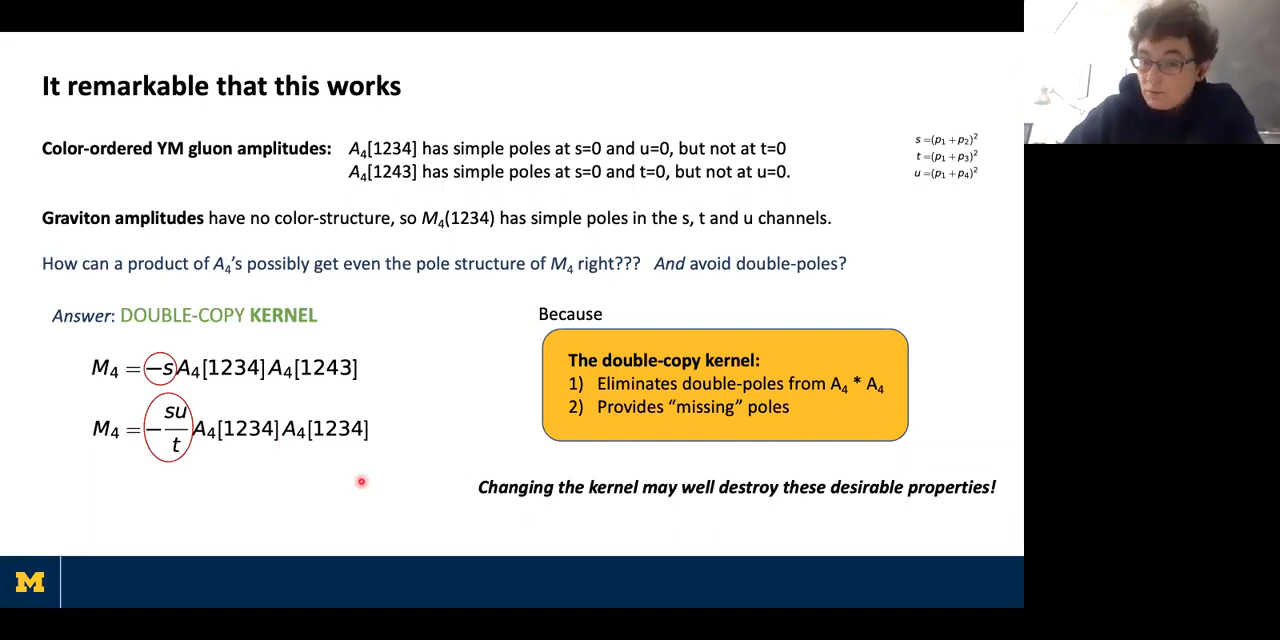 It remarkable that this works
Color-ordered YM gluon amplitudes: A₄[1234] has simple poles at s=0 and u=0, but not at t=0
A₄[1243] has simple poles at s=0 and t=0, but not at u=0.
s =(p₁ +p₂)²
t =(p₁ +p₃)²
u =(p₁ +p₄)²
Graviton amplitudes have no color-structure, so M₄(1234) has simple poles in the s, t and u channels.
How can a product of A₄'s possibly get even the pole structure of M₄ right??? And avoid double-poles?
Answer: DOUBLE-COPY KERNEL
M₄ = −sA₄[1234]A₄[1243]
M₄ = −su/t A₄[1234]A₄[1234]
Because
The double-copy kernel:
1) Eliminates double-poles from A₄ * A₄
2) Provides “missing” poles
Changing the kernel may well destroy these desirable properties!
M